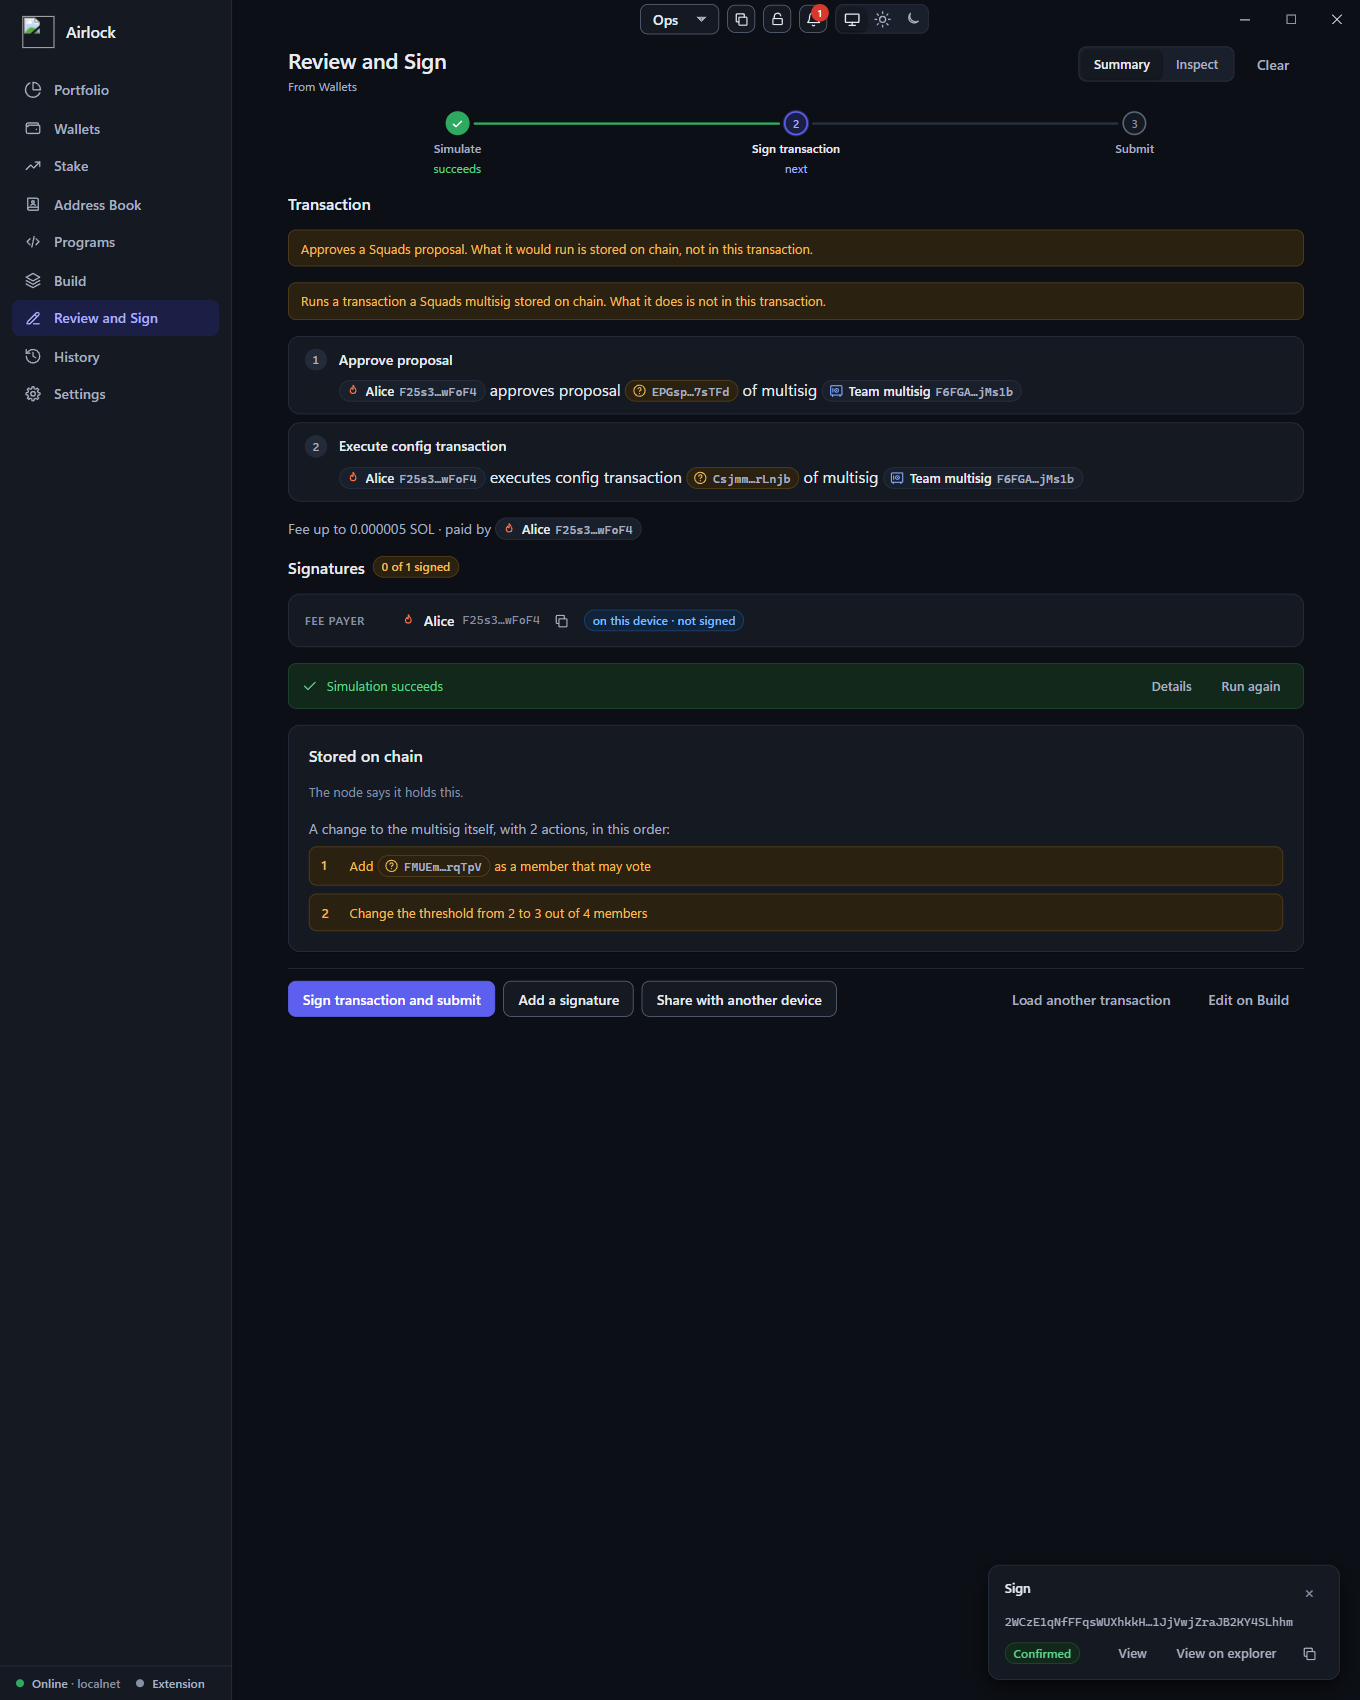 Airlock
Ops
1
Portfolio
Wallets
Stake
Address Book
Programs
Build
Review and Sign
History
Settings
Review and Sign
From Wallets
Summary
Inspect
Clear
Simulate
succeeds
2
Sign transaction
next
3
Submit
Transaction
Approves a Squads proposal. What it would run is stored on chain, not in this transaction.
Runs a transaction a Squads multisig stored on chain. What it does is not in this transaction.
1 Approve proposal
Alice F25s3…wFoF4 approves proposal EPGsp…7sTFd of multisig Team multisig F6FGA…jMs1b
2 Execute config transaction
Alice F25s3…wFoF4 executes config transaction Csjmm…rLnjb of multisig Team multisig F6FGA…jMs1b
Fee up to 0.000005 SOL · paid by Alice F25s3…wFoF4
Signatures 0 of 1 signed
FEE PAYER Alice F25s3…wFoF4 on this device · not signed
Simulation succeeds Details Run again
Stored on chain
The node says it holds this.
A change to the multisig itself, with 2 actions, in this order:
1 Add FMUEm…rqTpV as a member that may vote
2 Change the threshold from 2 to 3 out of 4 members
Sign transaction and submit Add a signature Share with another device Load another transaction Edit on Build
Sign
2WCzE1qNfFFqsWUXhkkH…1JjVwjZraJB2KY4SLhhm
Confirmed View View on explorer
Online · localnet Extension